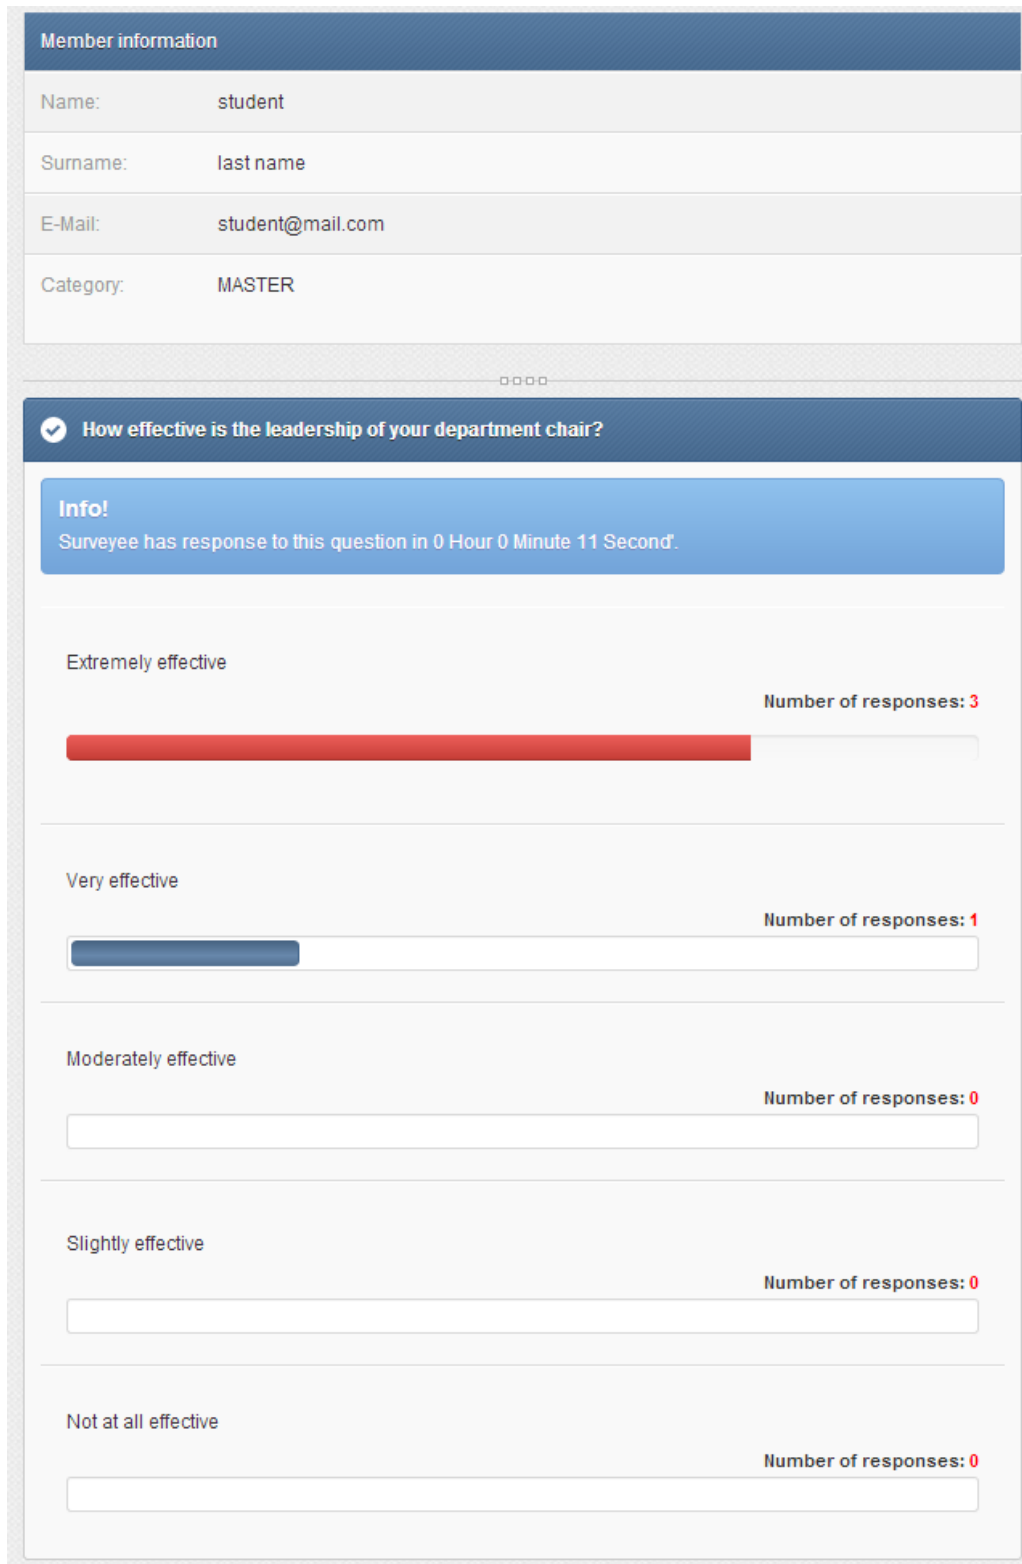 Member information
Name: student
Surname: last name
E-Mail: student@mail.com
Category: MASTER
How effective is the leadership of your department chair?
Info!
Surveyee has response to this question in 0 Hour 0 Minute 11 Second'.
Extremely effective
Number of responses: 3
Very effective
Number of responses: 1
Moderately effective
Number of responses: 0
Slightly effective
Number of responses: 0
Not at all effective
Number of responses: 0